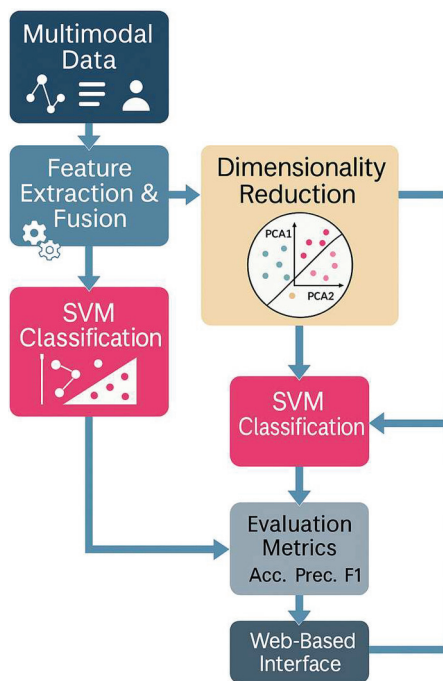 Multimodal
Data
Feature
Extraction &
Fusion
Dimensionality
Reduction
PCA1
PCA2
SVM
Classification
SVM
Classification
Evaluation
Metrics
Acc. Prec. F1
Web-Based
Interface